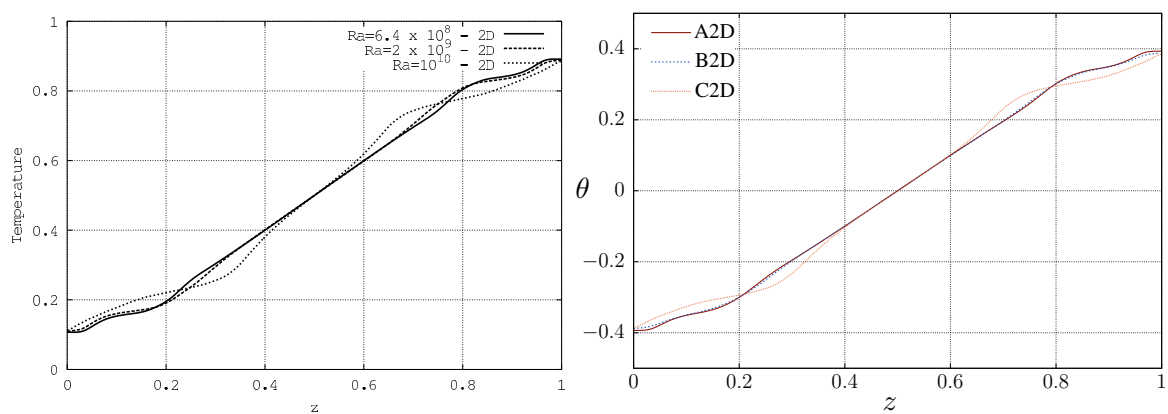 Ra=6.4 x 10^8 - 2D
Ra=2 x 10^9 - 2D
Ra=10^10 - 2D
Temperature
1
0.8
0.6
0.4
0.2
0
0 0.2 0.4 0.6 0.8 1
z
A2D
B2D
C2D
θ
0.4
0.2
0
−0.2
−0.4
0 0.2 0.4 0.6 0.8 1
z